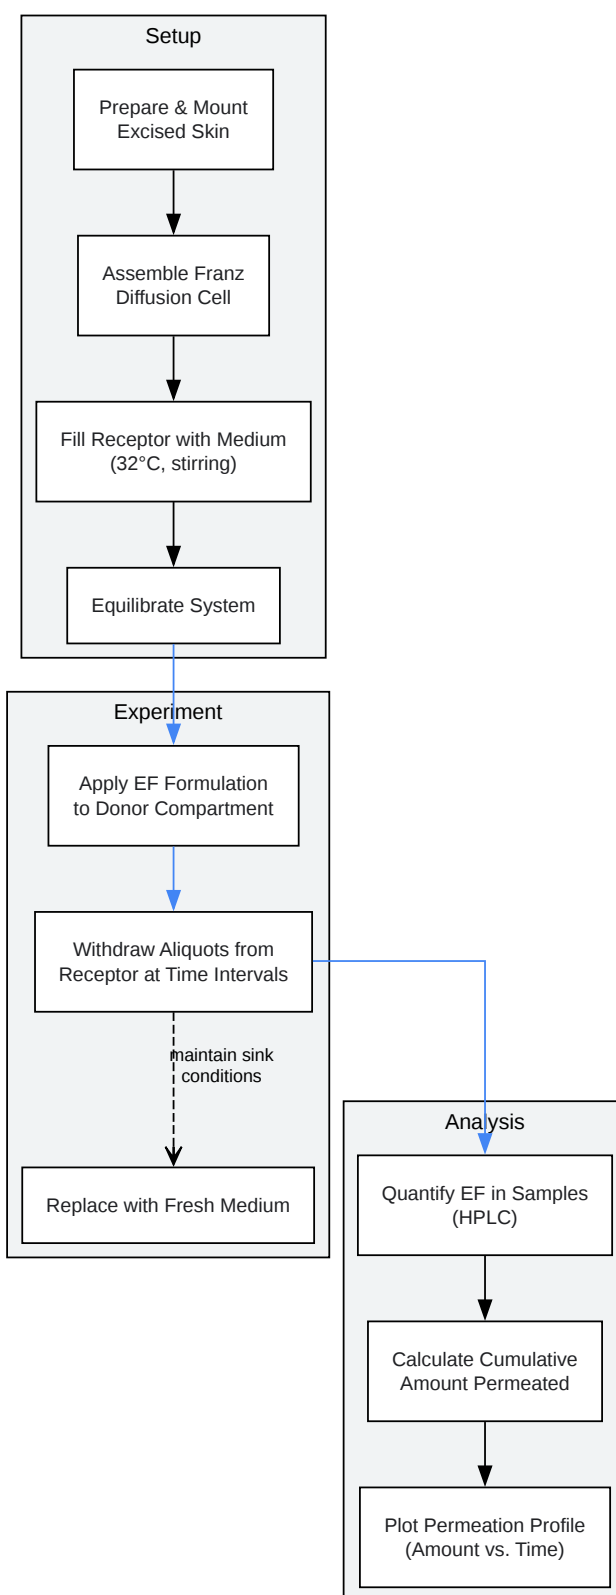 Setup
Prepare & Mount
Excised Skin
Assemble Franz
Diffusion Cell
Fill Receptor with Medium
(32°C, stirring)
Equilibrate System
Experiment
Apply EF Formulation
to Donor Compartment
Withdraw Aliquots from
Receptor at Time Intervals
maintain sink
conditions
Replace with Fresh Medium
Analysis
Quantify EF in Samples
(HPLC)
Calculate Cumulative
Amount Permeated
Plot Permeation Profile
(Amount vs. Time)